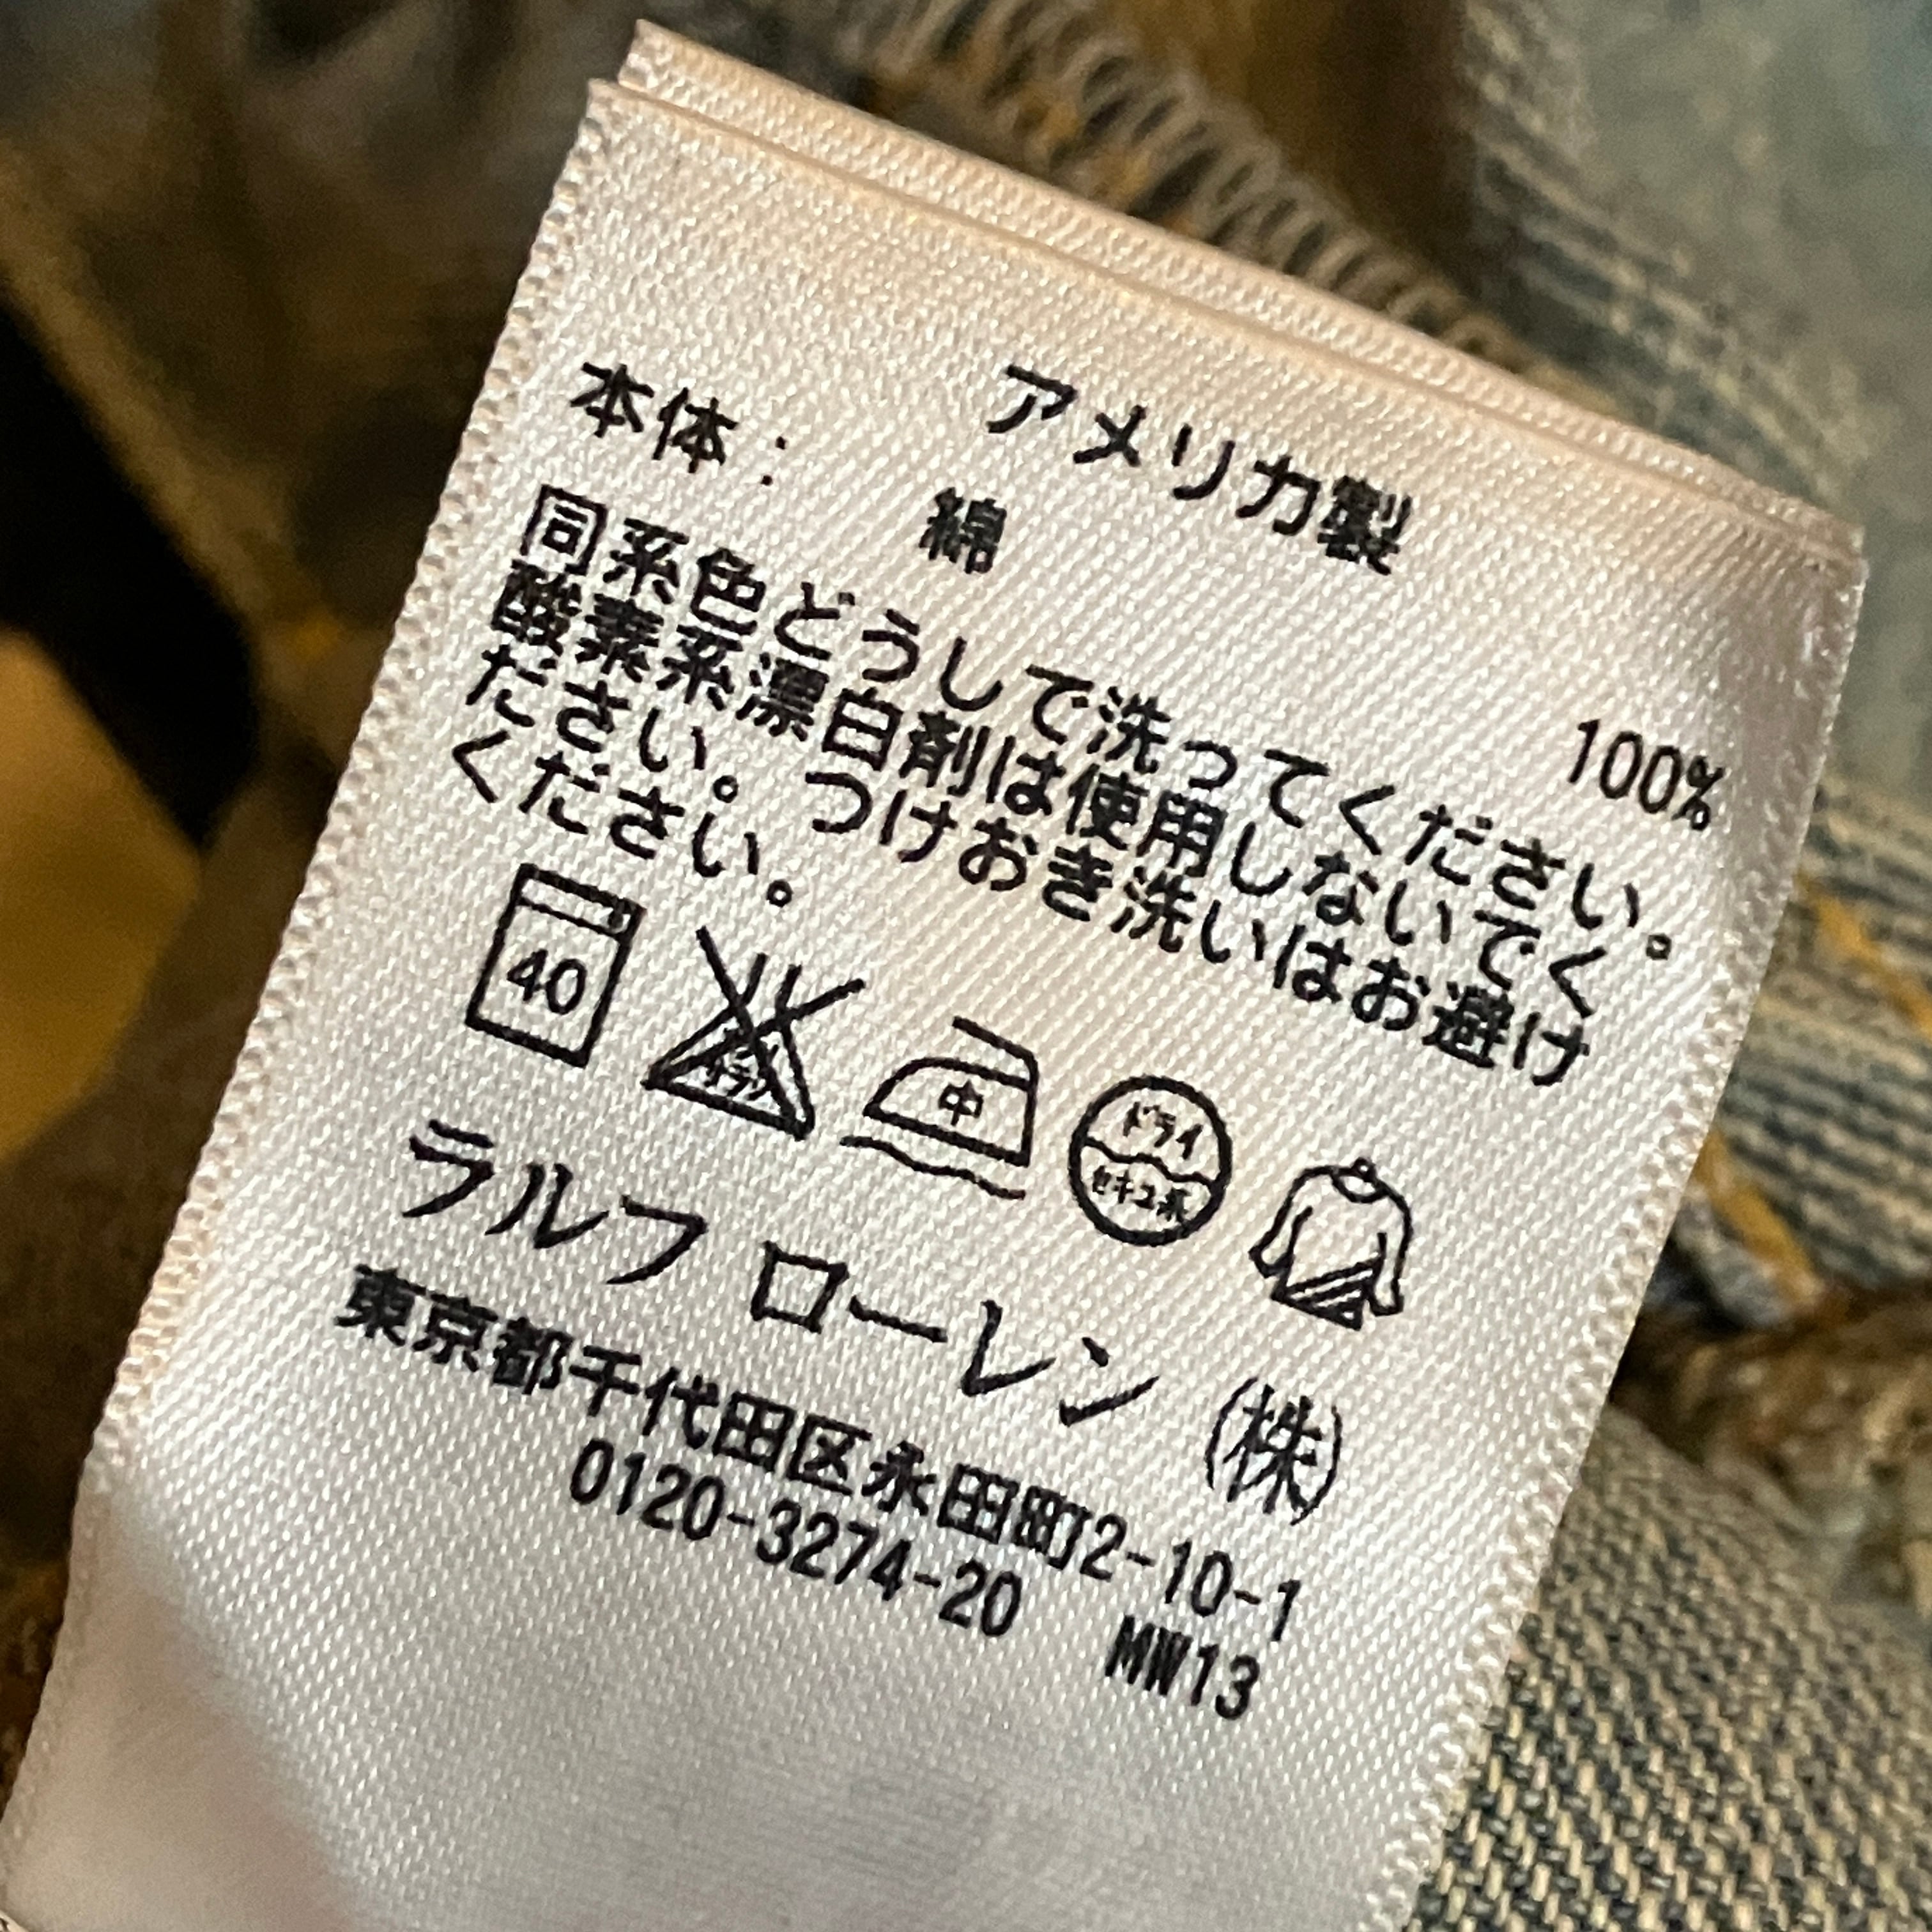 アメリカ製
本体： 綿 100%
同系色どうしで洗ってください。
酸素系漂白剤は使用しないでく
ださい。つけおき洗いはお避け
ください。
40
中
ドライ
セキユ系
ラルフ ローレン ㈱
東京都千代田区永田町2-10-1
0120-3274-20 MW13